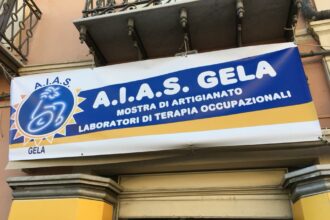 A.I.A.S
GELA
A.I.A.S. GELA
MOSTRA DI ARTIGIANATO
LABORATORI DI TERAPIA OCCUPAZIONALI